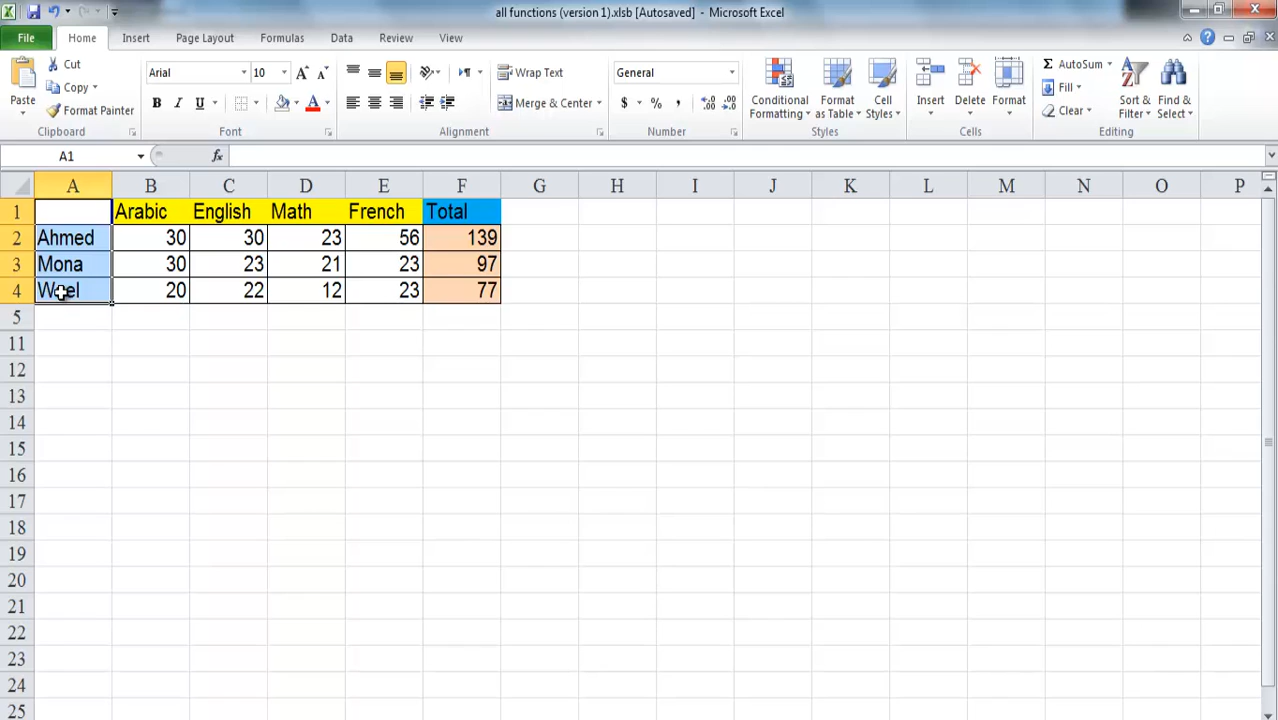 all functions (version 1).xlsb [Autosaved] - Microsoft Excel
File Home Insert Page Layout Formulas Data Review View
Paste
Cut
Copy
Format Painter
Clipboard
Arial 10
B I U A
Font
Wrap Text
Merge & Center
Alignment
General
$ % , .00
Number
Conditional Formatting
Format as Table
Cell Styles
Styles
Insert Delete Format
Cells
Σ AutoSum
Fill
Clear
Sort & Filter
Find & Select
Editing
A1 fx
A B C D E F G H I J K L M N O P
1 Arabic English Math French Total
2 Ahmed 30 30 23 56 139
3 Mona 30 23 21 23 97
4 20 22 12 23 77
5
11
12
13
14
15
16
17
18
19
20
21
22
23
24
25